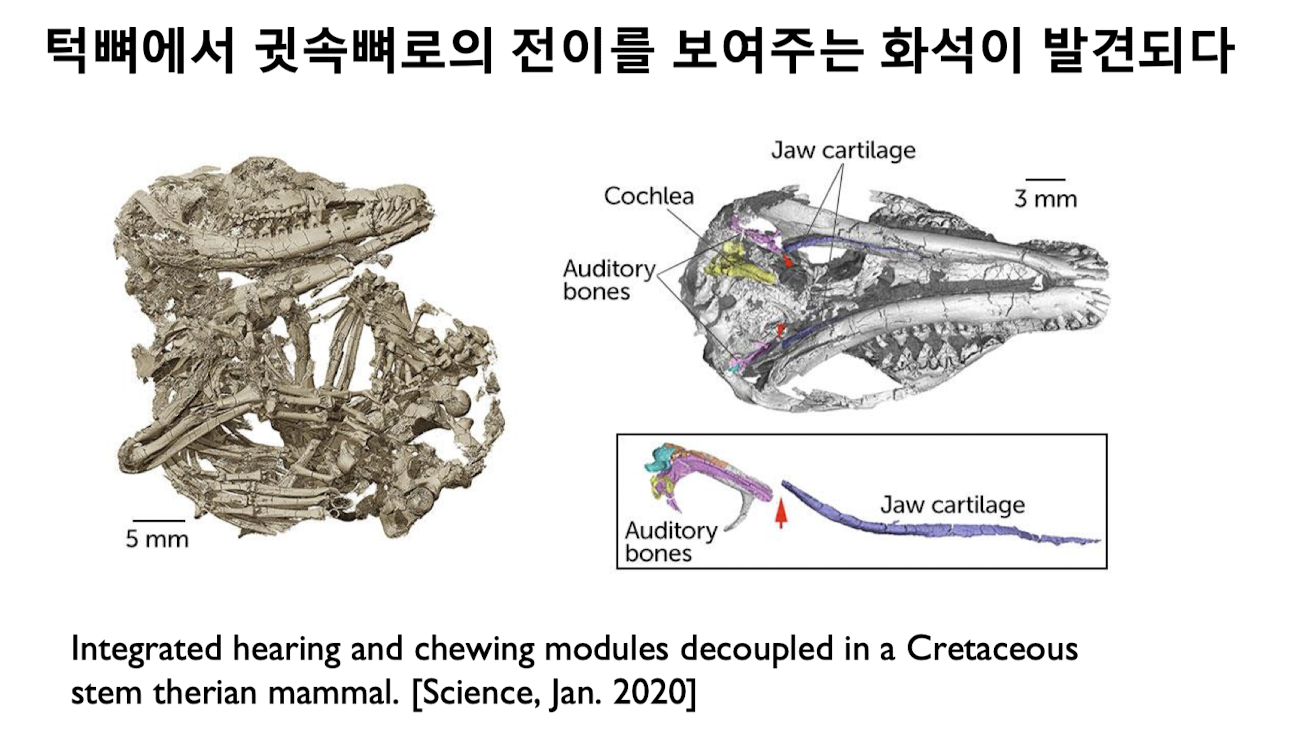 턱뼈에서 귓속뼈로의 전이를 보여주는 화석이 발견되다
Jaw cartilage
Cochlea
3 mm
Auditory
bones
5 mm
Jaw cartilage
Auditory
bones
Integrated hearing and chewing modules decoupled in a Cretaceous
stem therian mammal. [Science, Jan. 2020]